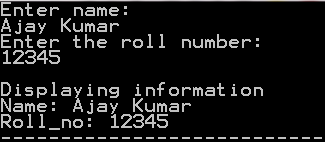 Enter name:
Ajay Kumar
Enter the roll number:
12345

Displaying information
Name: Ajay Kumar
Roll_no: 12345
----------------------------